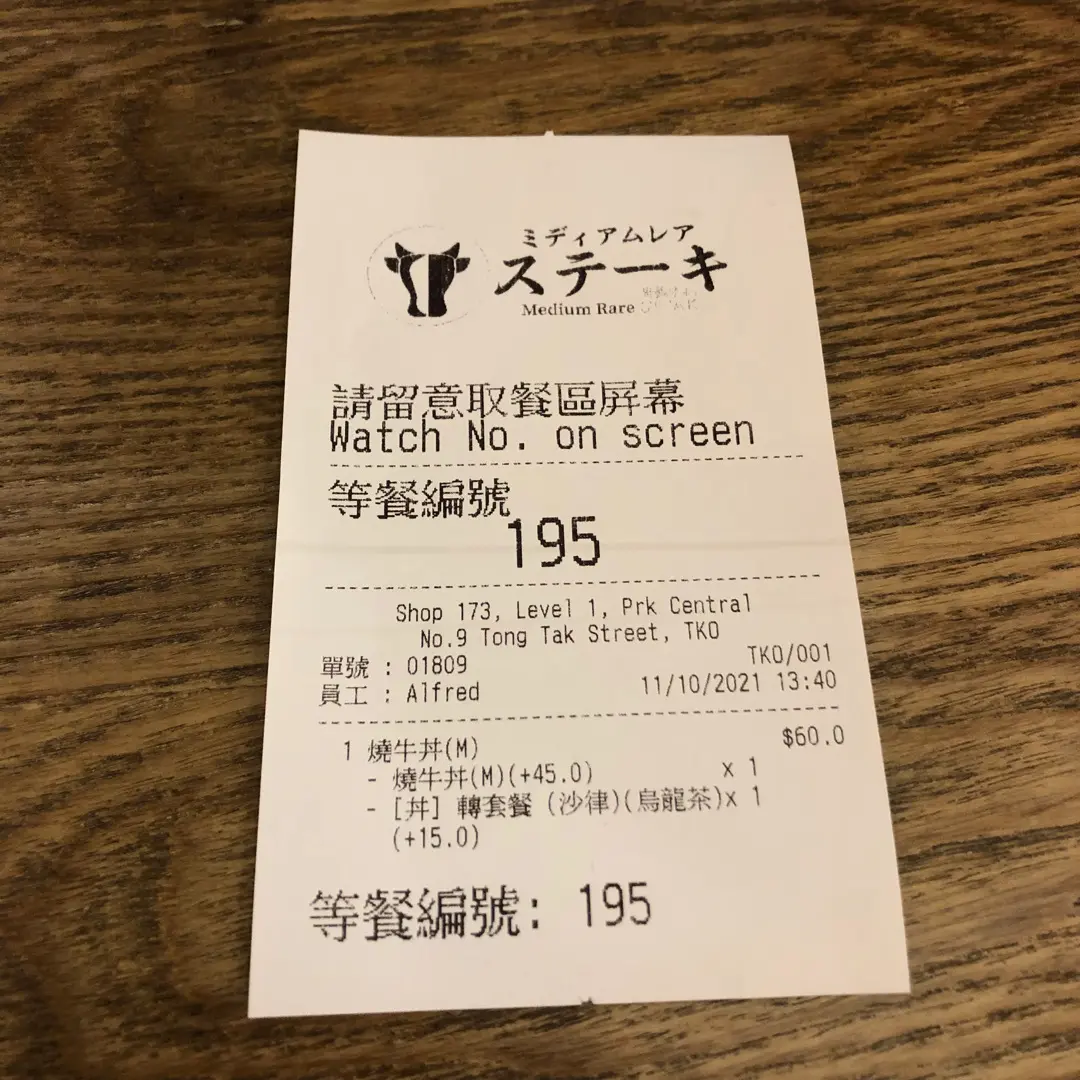 ミディアムレア
ステーキ
Medium Rare
請留意取餐區屏幕
Watch No. on screen
等餐編號
195
Shop 173, Level 1, Prk Central
No.9 Tong Tak Street, TKO
單號 : 01809 TKO/001
員工 : Alfred 11/10/2021 13:40
1 燒牛丼(M) $60.0
- 燒牛丼(M)(+45.0) x 1
- [丼] 轉套餐 (沙律)(烏龍茶)x 1
(+15.0)
等餐編號: 195